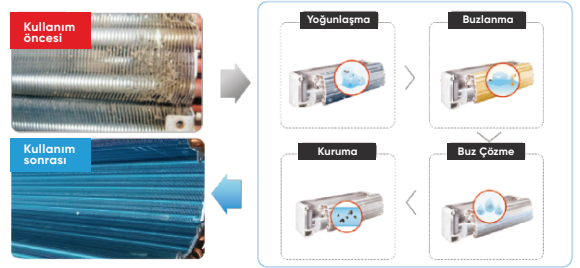 Kullanım
öncesi
Yoğunlaşma
Buzlanma
Kullanım
sonrası
Kuruma
Buz Çözme